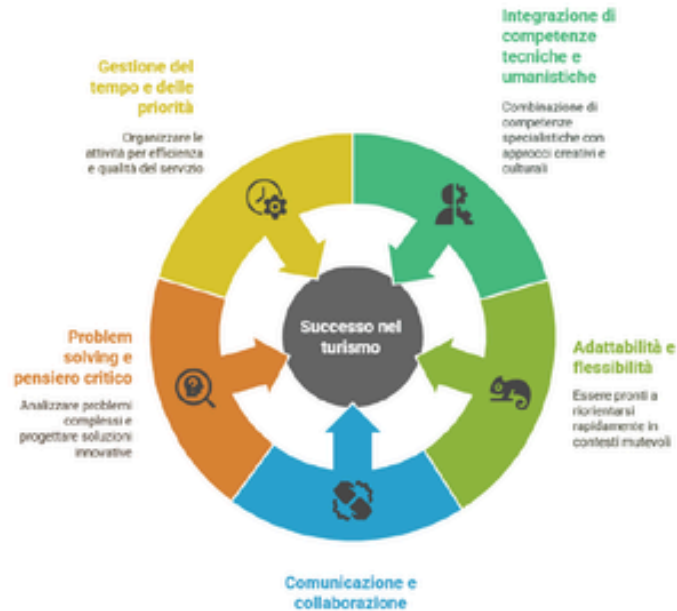 Integrazione di
competenze
tecniche e
umanistiche
Combinazione di
competenze
specialistiche con
approcci creativi e
culturali
Gestione del
tempo e delle
priorità
Organizzare le
attività per efficienza
e qualità del servizio
Successo nel
turismo
Problem
solving e
pensiero critico
Analizzare problemi
complessi e
progettare soluzioni
innovative
Adattabilità e
flessibilità
Essere pronti a
riorientarsi
rapidamente in
contesti mutevoli
Comunicazione e
collaborazione